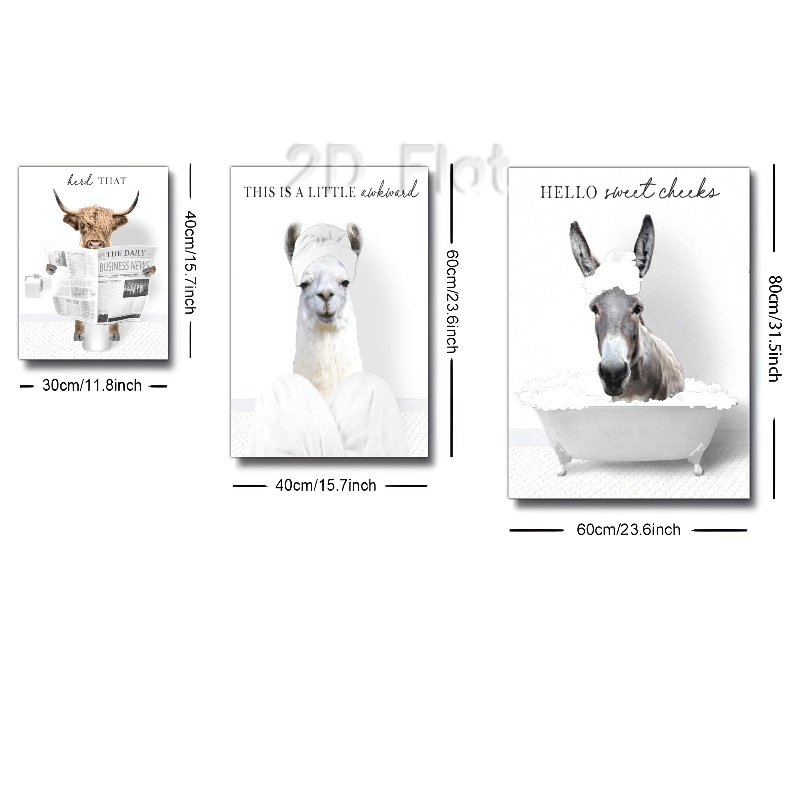 2D Flat
herd THAT
THE DAILY
BUSINESS NEWS
40cm/15.7inch
30cm/11.8inch
THIS IS A LITTLE awkward
60cm/23.6inch
40cm/15.7inch
HELLO sweet cheeks
80cm/31.5inch
60cm/23.6inch